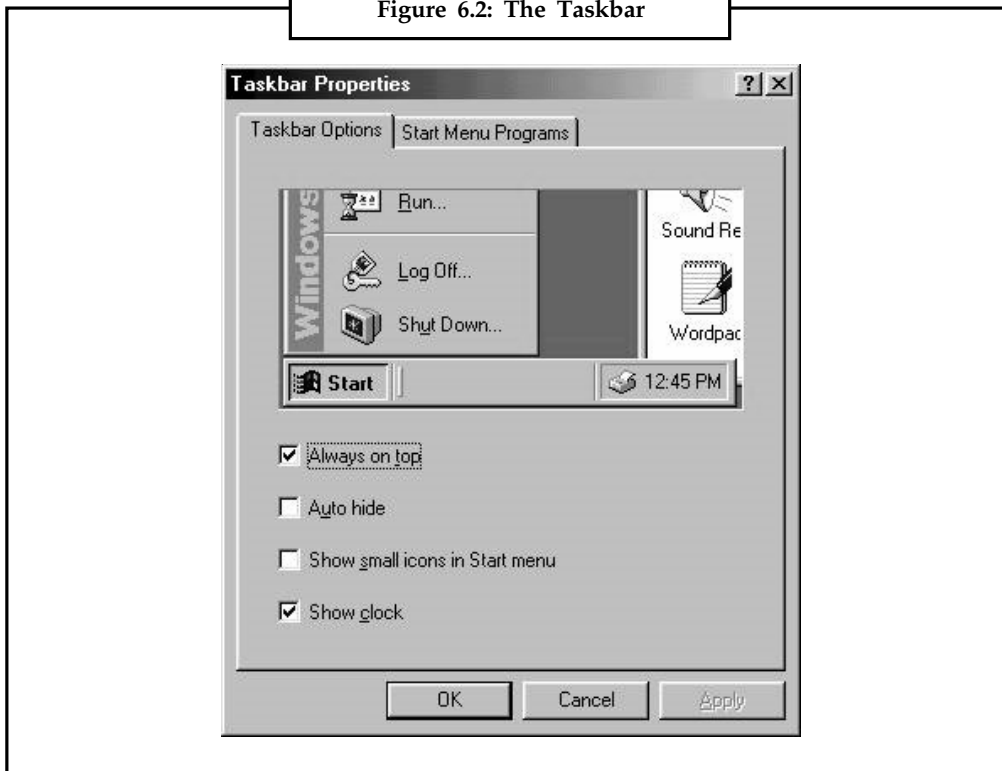 Figure 6.2: The Taskbar
Taskbar Properties
Taskbar Options
Start Menu Programs
Windows
Run...
Log Off...
Shut Down...
Sound Re
Wordpac
Start
12:45 PM
Always on top
Auto hide
Show small icons in Start menu
Show clock
OK
Cancel
Apply